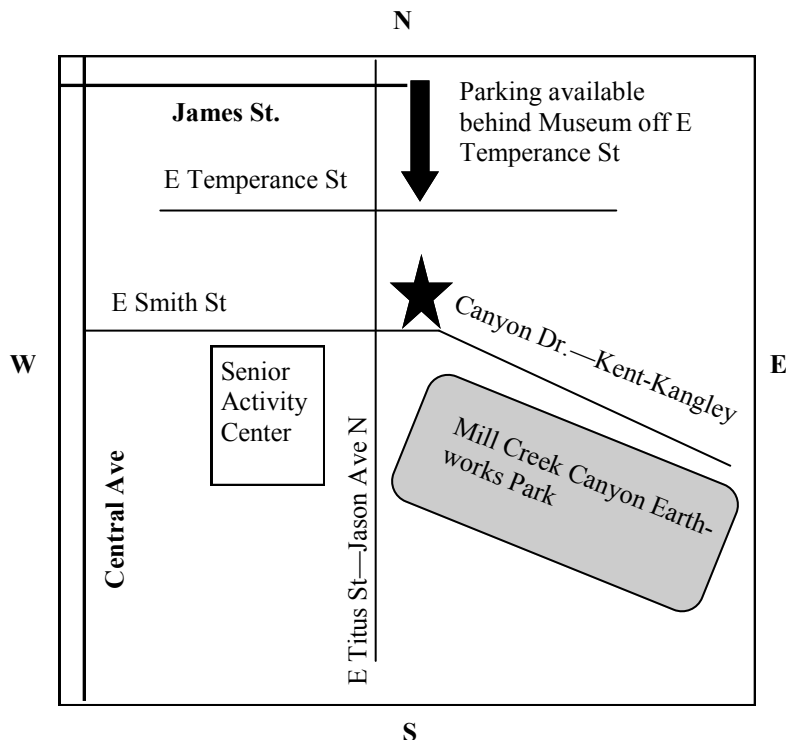 N
Parking available
behind Museum off E
Temperance St
James St.
E Temperance St
E Smith St
Canyon Dr.—Kent-Kangley
W
E
Senior
Activity
Center
Mill Creek Canyon Earth-
works Park
Central Ave
E Titus St—Jason Ave N
S